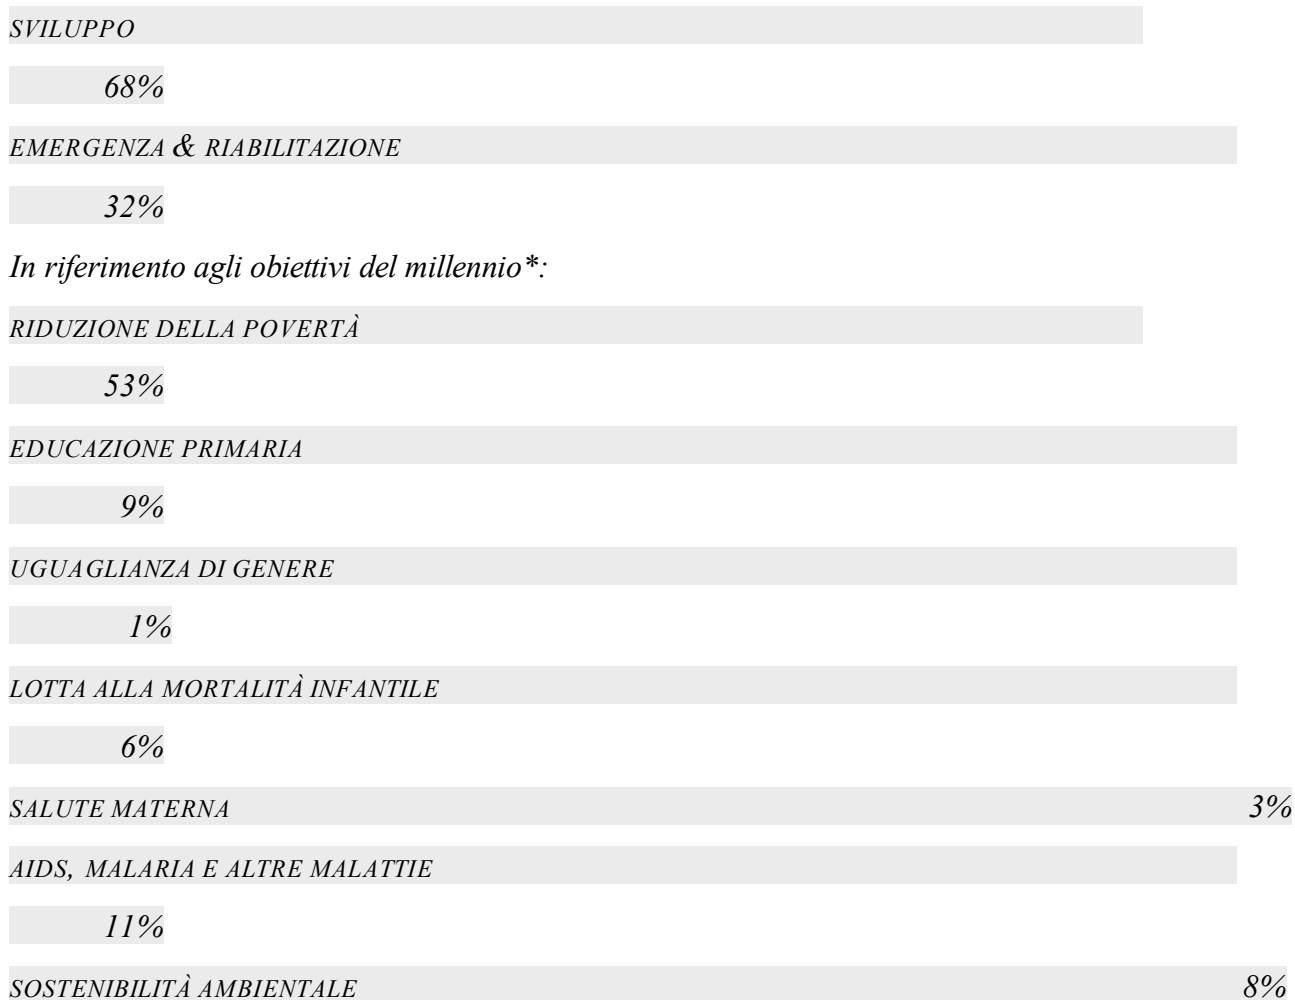 SVILUPPO
68%
EMERGENZA & RIABILITAZIONE
32%
In riferimento agli obiettivi del millennio*:
RIDUZIONE DELLA POVERTÀ
53%
EDUCAZIONE PRIMARIA
9%
UGUAGLIANZA DI GENERE
1%
LOTTA ALLA MORTALITÀ INFANTILE
6%
SALUTE MATERNA 3%
AIDS, MALARIA E ALTRE MALATTIE
11%
SOSTENIBILITÀ AMBIENTALE 8%